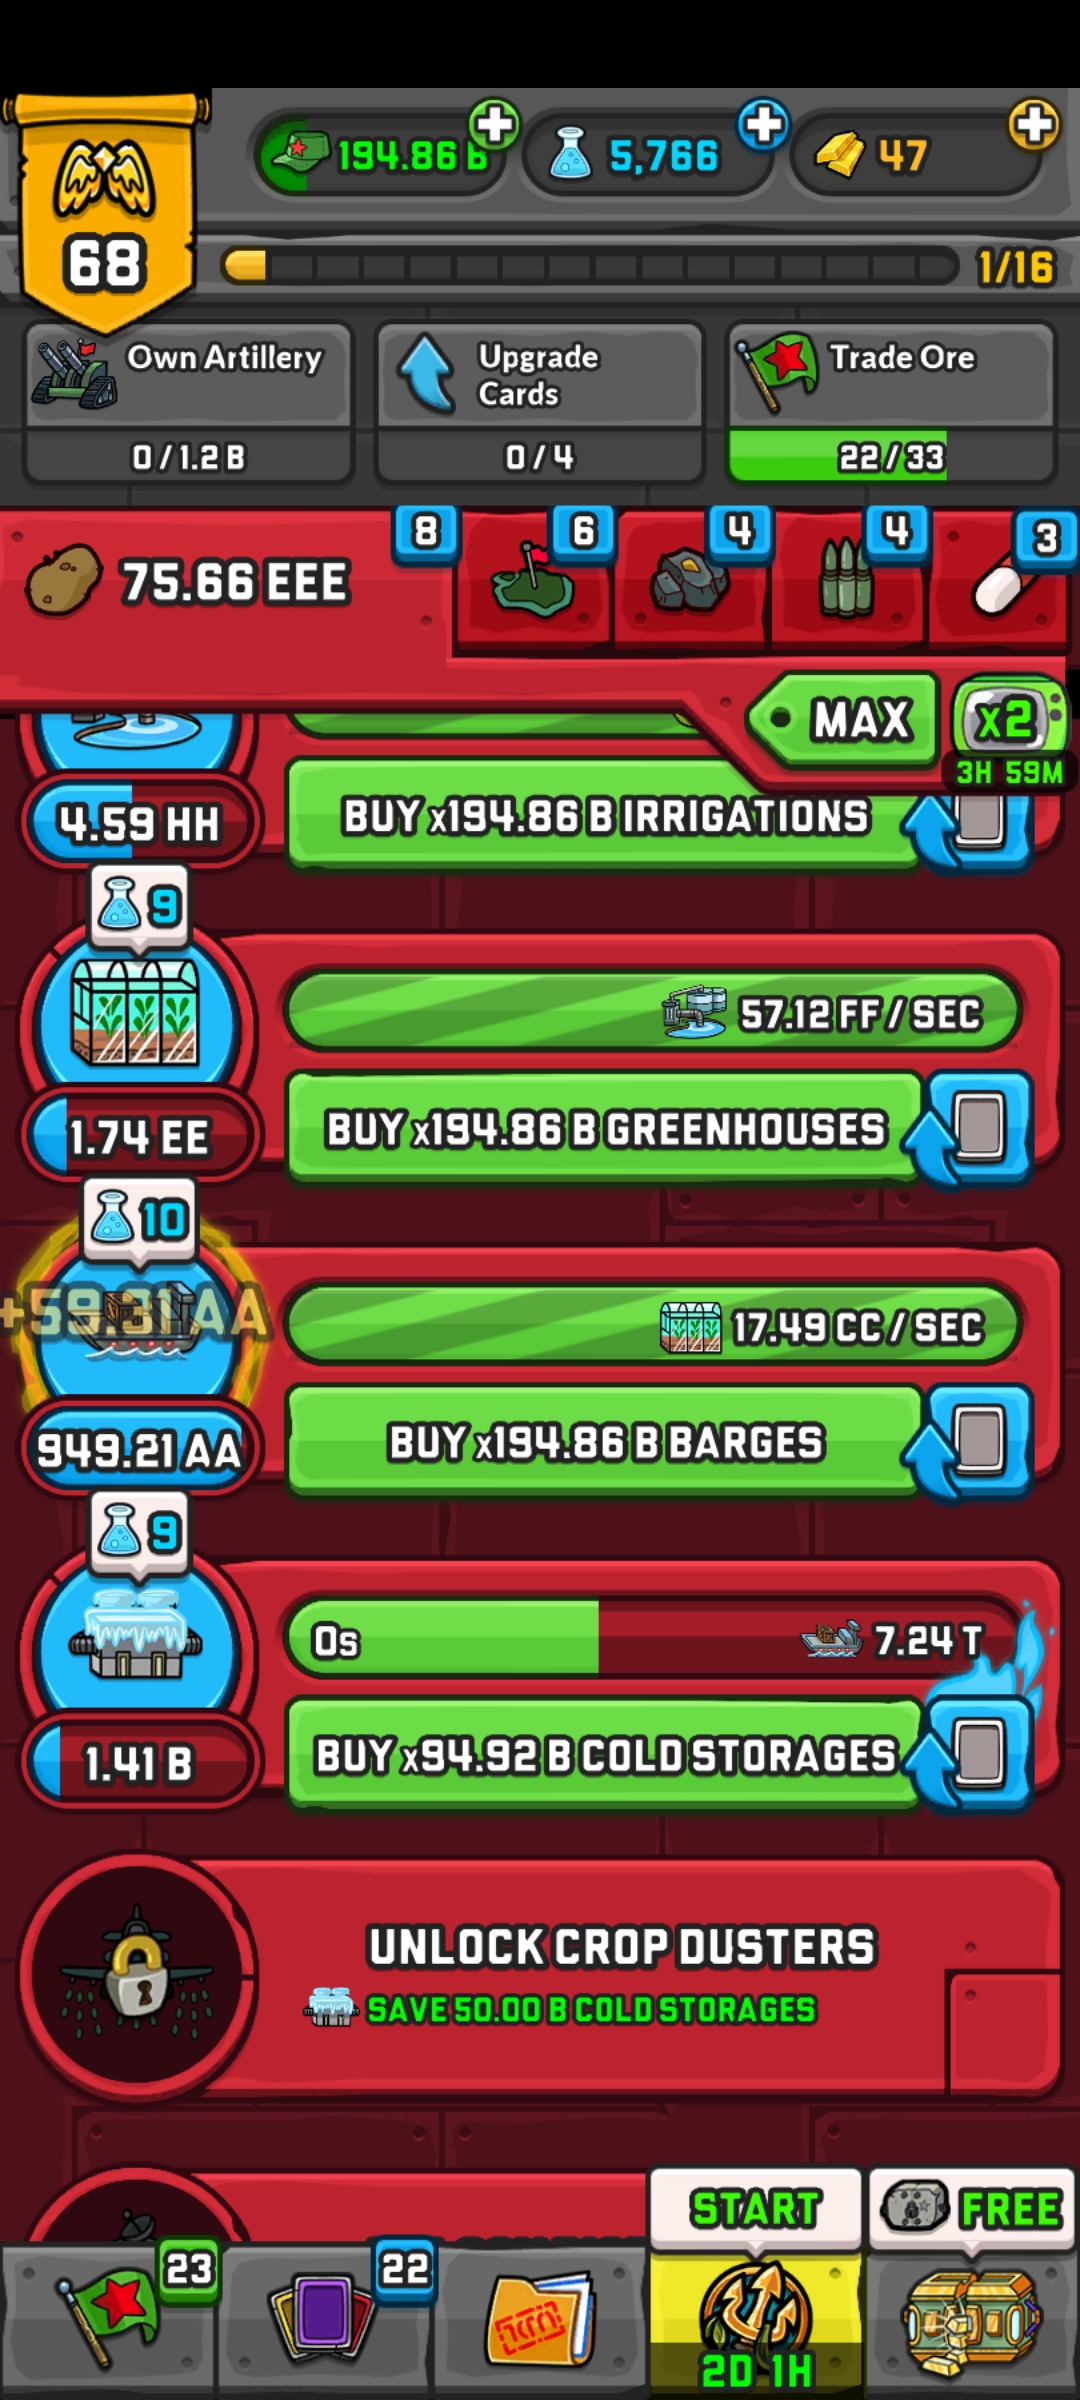 194.86 B
5,766
47
68
1/16
Own Artillery
0 / 1.2 B
Upgrade
Cards
0 / 4
Trade Ore
22 / 33
75.66 EEE
8
6
4
4
3
MAX
x2
3H 59M
4.59 HH
BUY x194.86 B IRRIGATIONS
9
57.12 FF / SEC
1.74 EE
BUY x194.86 B GREENHOUSES
10
+59.31 AA
17.49 CC / SEC
949.21 AA
BUY x194.86 B BARGES
9
0s
7.24 T
1.41 B
BUY x94.92 B COLD STORAGES
UNLOCK CROP DUSTERS
SAVE 50.00 B COLD STORAGES
START
FREE
23
22
2D 1H